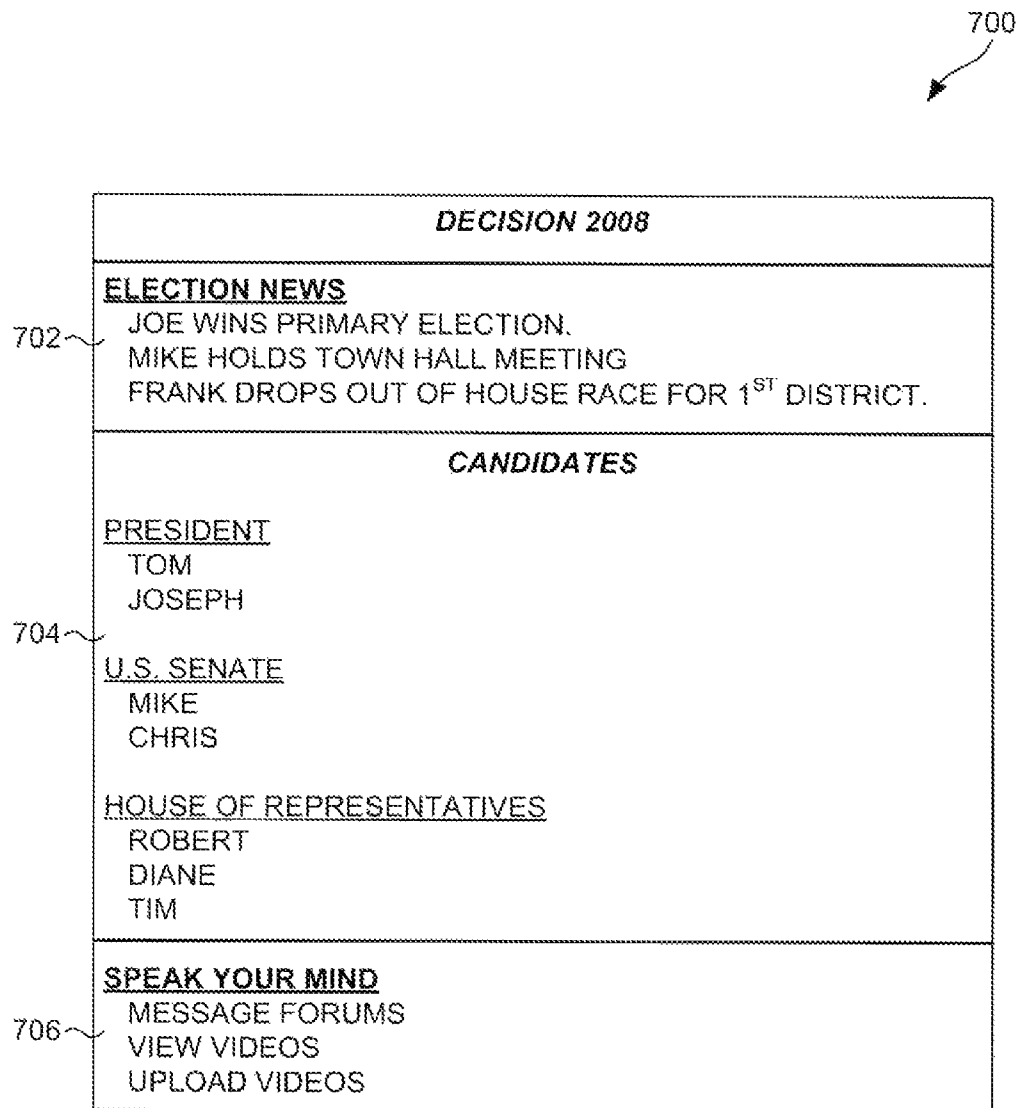 700
DECISION 2008
ELECTION NEWS
JOE WINS PRIMARY ELECTION.
702
MIKE HOLDS TOWN HALL MEETING
FRANK DROPS OUT OF HOUSE RACE FOR 1ST DISTRICT.
CANDIDATES
PRESIDENT
TOM
JOSEPH
704
U.S. SENATE
MIKE
CHRIS
HOUSE OF REPRESENTATIVES
ROBERT
DIANE
TIM
SPEAK YOUR MIND
MESSAGE FORUMS
706
VIEW VIDEOS
UPLOAD VIDEOS